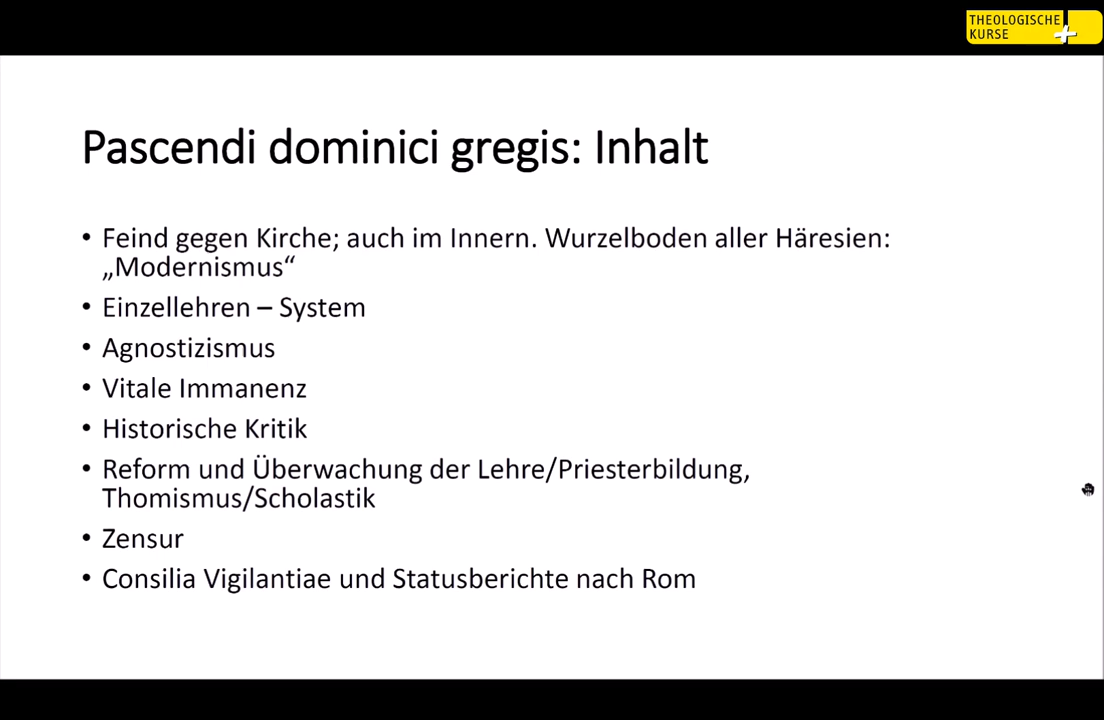 THEOLOGISCHE
KURSE
Pascendi dominici gregis: Inhalt
• Feind gegen Kirche; auch im Innern. Wurzelboden aller Häresien:
„Modernismus“
• Einzellehren – System
• Agnostizismus
• Vitale Immanenz
• Historische Kritik
• Reform und Überwachung der Lehre/Priesterbildung,
Thomismus/Scholastik
• Zensur
• Consilia Vigilantiae und Statusberichte nach Rom